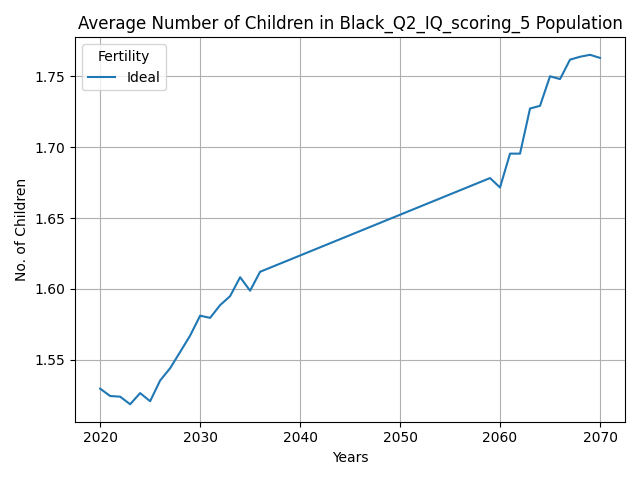 Average Number of Children in Black_Q2_IQ_scoring_5 Population
Fertility
Ideal
1.75
1.70
1.65
1.60
1.55
No. of Children
2020 2030 2040 2050 2060 2070
Years